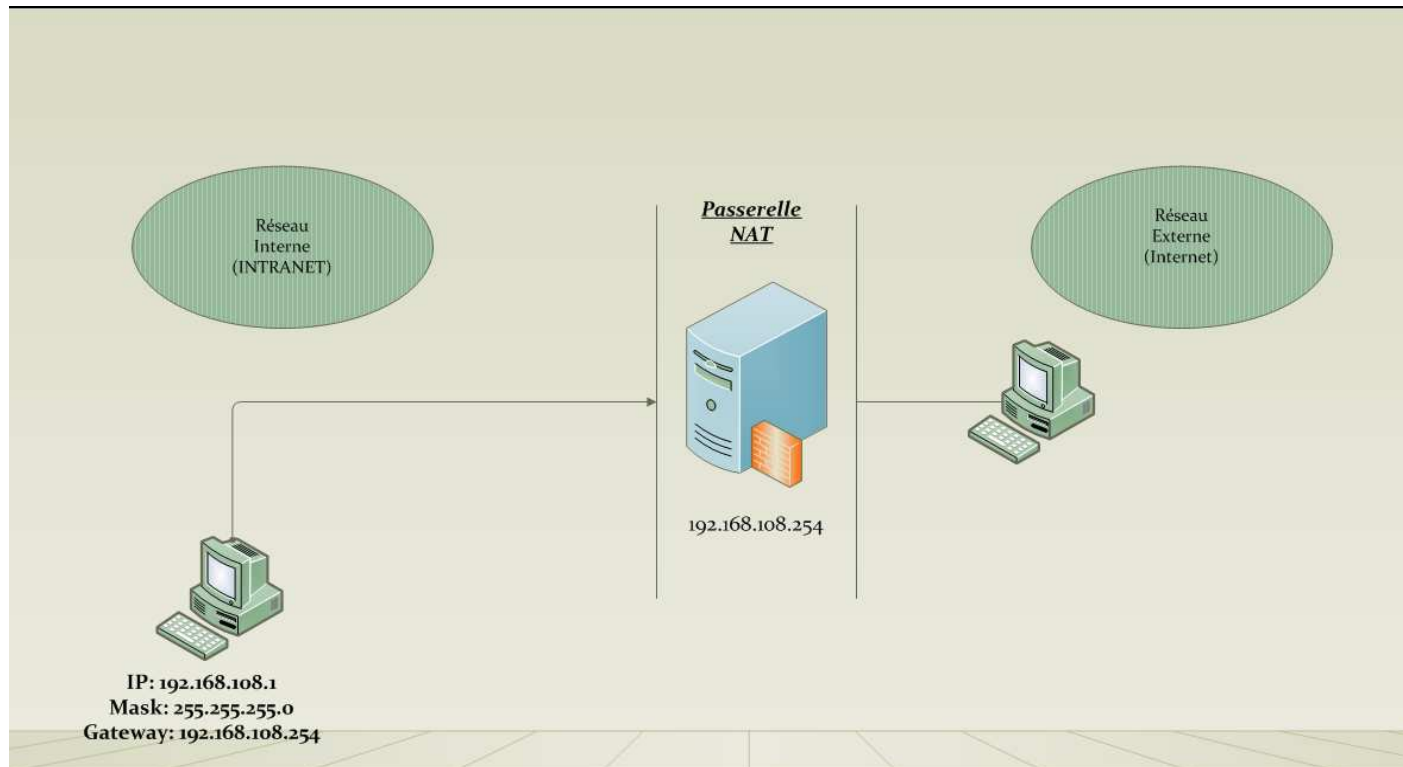 Réseau
Interne
(INTRANET)
Passerelle
NAT
Réseau
Externe
(Internet)
192.168.108.254
IP: 192.168.108.1
Mask: 255.255.255.0
Gateway: 192.168.108.254